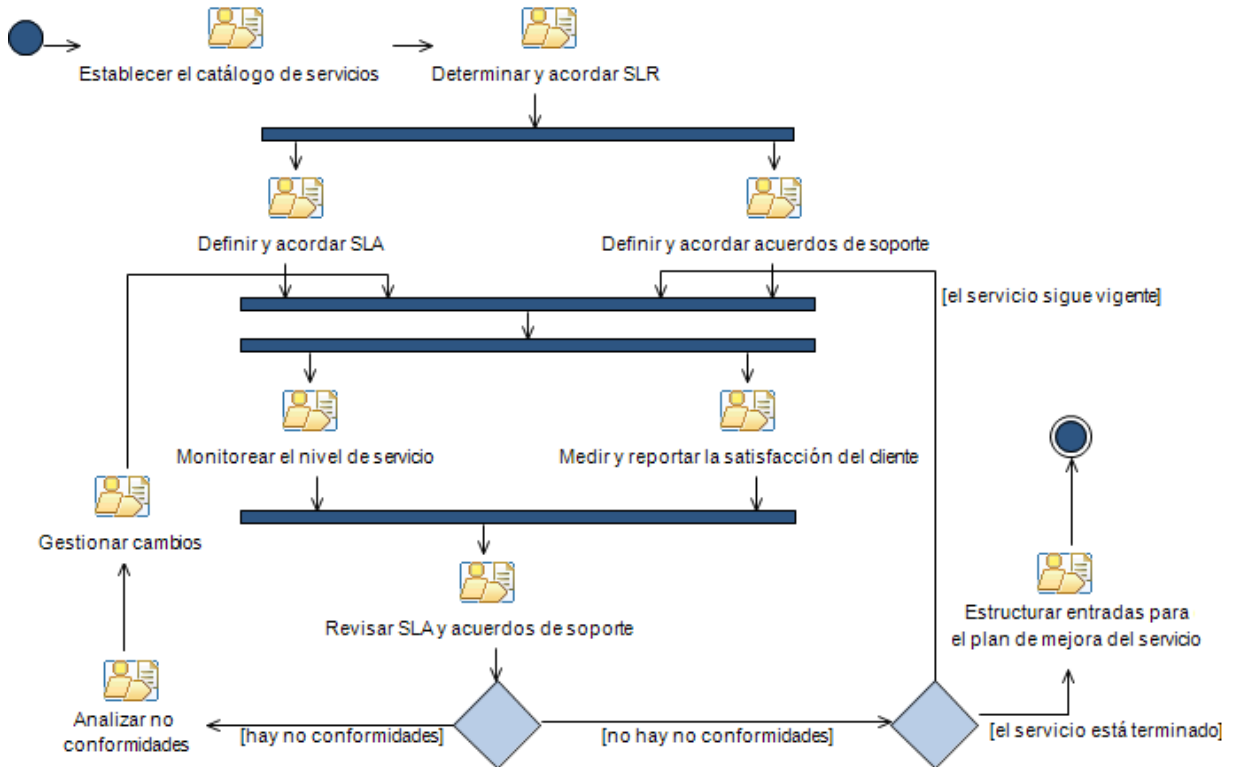 Establecer el catálogo de servicios
Determinar y acordar SLR
Definir y acordar SLA
Definir y acordar acuerdos de soporte
[el servicio sigue vigente]
Monitorear el nivel de servicio
Medir y reportar la satisfacción del cliente
Gestionar cambios
Revisar SLA y acuerdos de soporte
Estructurar entradas para
el plan de mejora del servicio
Analizar no
conformidades
[hay no conformidades]
[no hay no conformidades]
[el servicio está terminado]